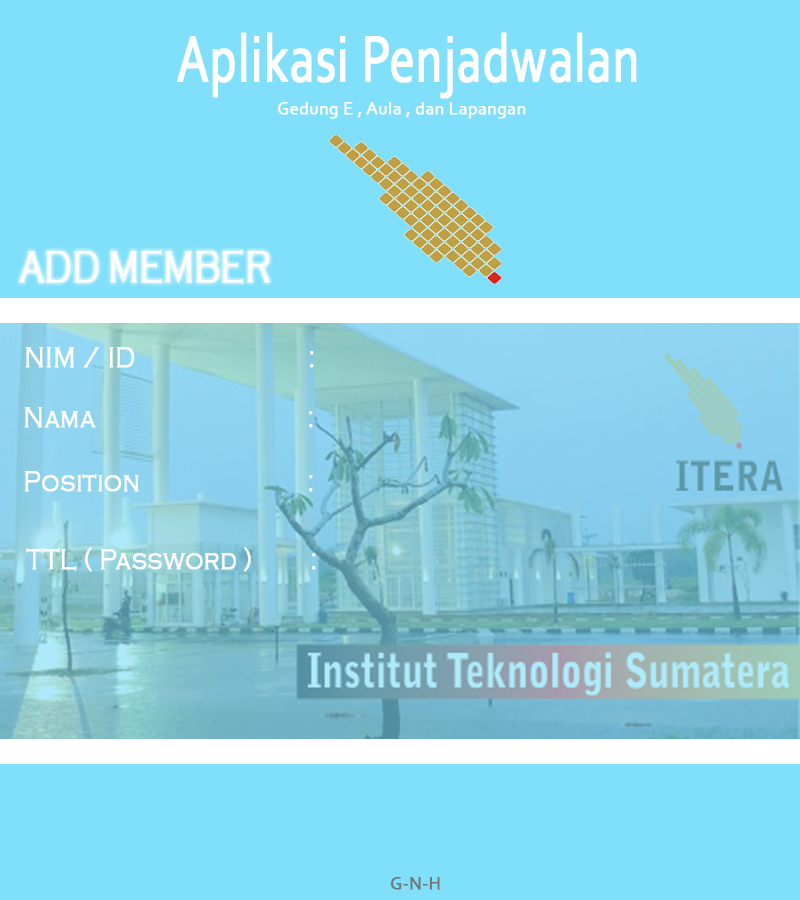 Aplikasi Penjadwalan
Gedung E , Aula , dan Lapangan
ADD MEMBER
NIM / ID :
Nama :
ITERA
Position :
TTL ( Password ) :
Institut Teknologi Sumatera
G-N-H